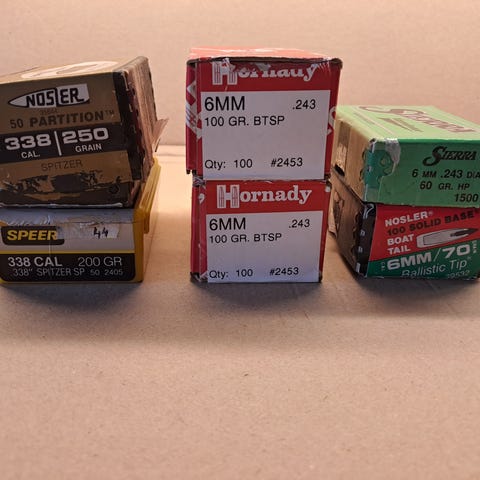 NOSLER
50 PARTITION™
338 250
CAL. GRAIN
SPITZER
SPEER 44
338 CAL 200 GR
.338" SPITZER SP 50 2405
Hornady
6MM .243
100 GR. BTSP
Qty: 100 #2453
Hornady
6MM .243
100 GR. BTSP
Qty: 100 #2453
SIERRA
6 MM .243 DIA
60 GR. HP
1500
NOSLER®
100 SOLID BASE®
BOAT
TAIL
6MM/70
Ballistic Tip®
39532